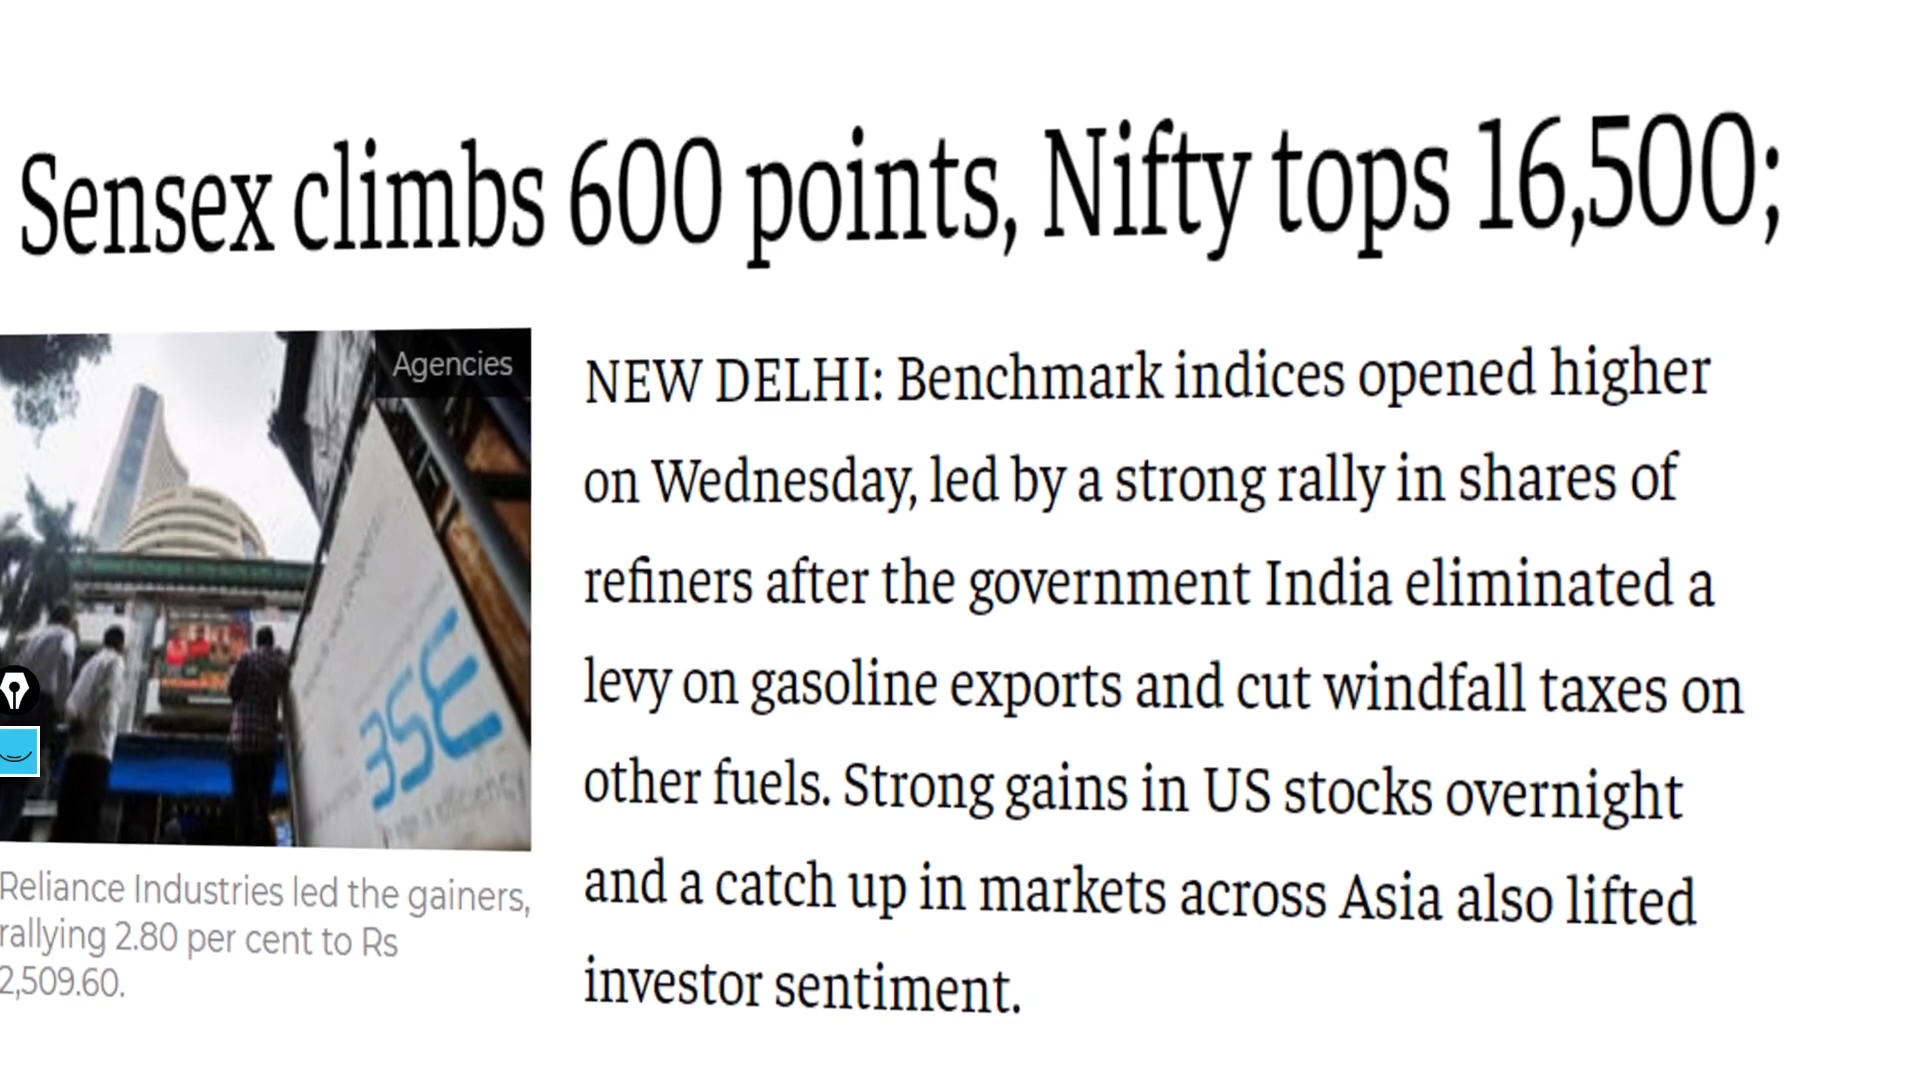 Sensex climbs 600 points, Nifty tops 16,500;
Agencies
NEW DELHI: Benchmark indices opened higher
on Wednesday, led by a strong rally in shares of
refiners after the government India eliminated a
levy on gasoline exports and cut windfall taxes on
other fuels. Strong gains in US stocks overnight
and a catch up in markets across Asia also lifted
investor sentiment.
BSE
Reliance Industries led the gainers,
rallying 2.80 per cent to Rs
2,509.60.